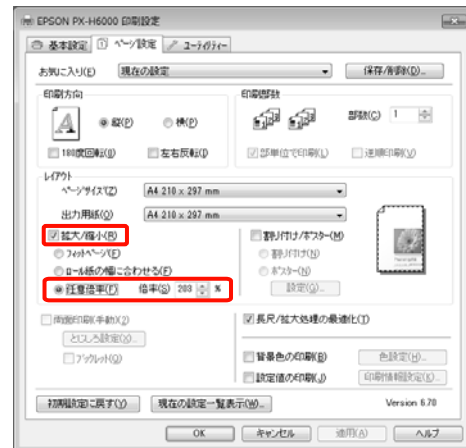 EPSON PX-H6000 印刷設定
基本設定 ページ設定 ユーティリティー
お気に入り(E) 現在の設定 保存/削除(D)...
印刷方向 印刷部数
A 縦(P) 横(P) 部数(C) 1
180度回転(I) 左右反転(J) 部単位で印刷(L) 逆順印刷(V)
レイアウト
ページサイズ(Z) A4 210 x 297 mm
出力用紙(O) A4 210 x 297 mm
拡大/縮小(R) 割り付け/ポスター(M)
フィットページ(E) 割り付け(U)
ロール紙の幅に合わせる(F) ポスター(N)
任意倍率(F) 倍率(S) 203 % 設定(G)...
両面印刷(手動X2) 長尺/拡大処理の最適化(T)
とじしろ設定(X)...
ブックレット(Q) 背景色の印刷(B) 色設定(H)...
設定値の印刷(J) 印刷情報設定(K)...
初期設定に戻す(Y) 現在の設定一覧表示(W)... Version 6.70
OK キャンセル 適用(A) ヘルプ